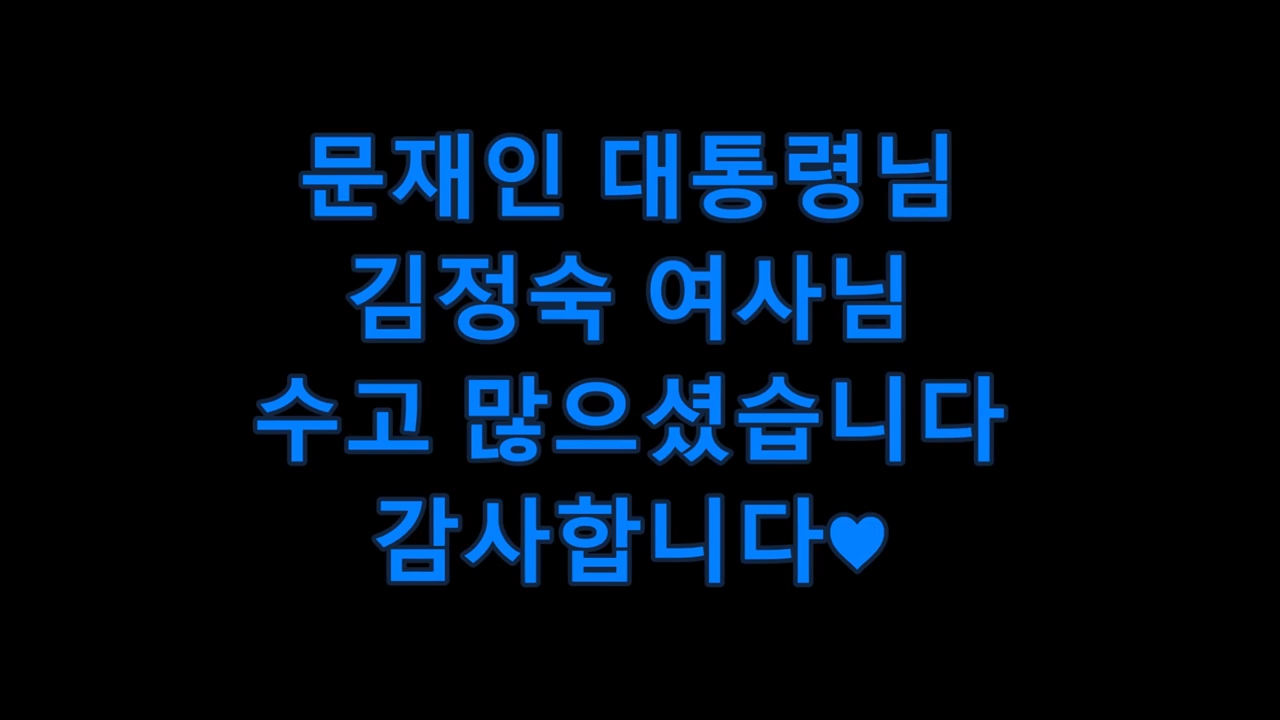 문재인 대통령님
김정숙 여사님
수고 많으셨습니다
감사합니다♥